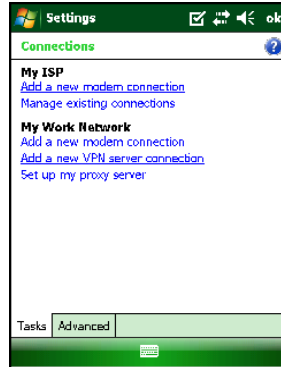 Settings
ok
Connections
?
My ISP
Add a new modem connection
Manage existing connections
My Work Network
Add a new modem connection
Add a new VPN server connection
Set up my proxy server
Tasks Advanced